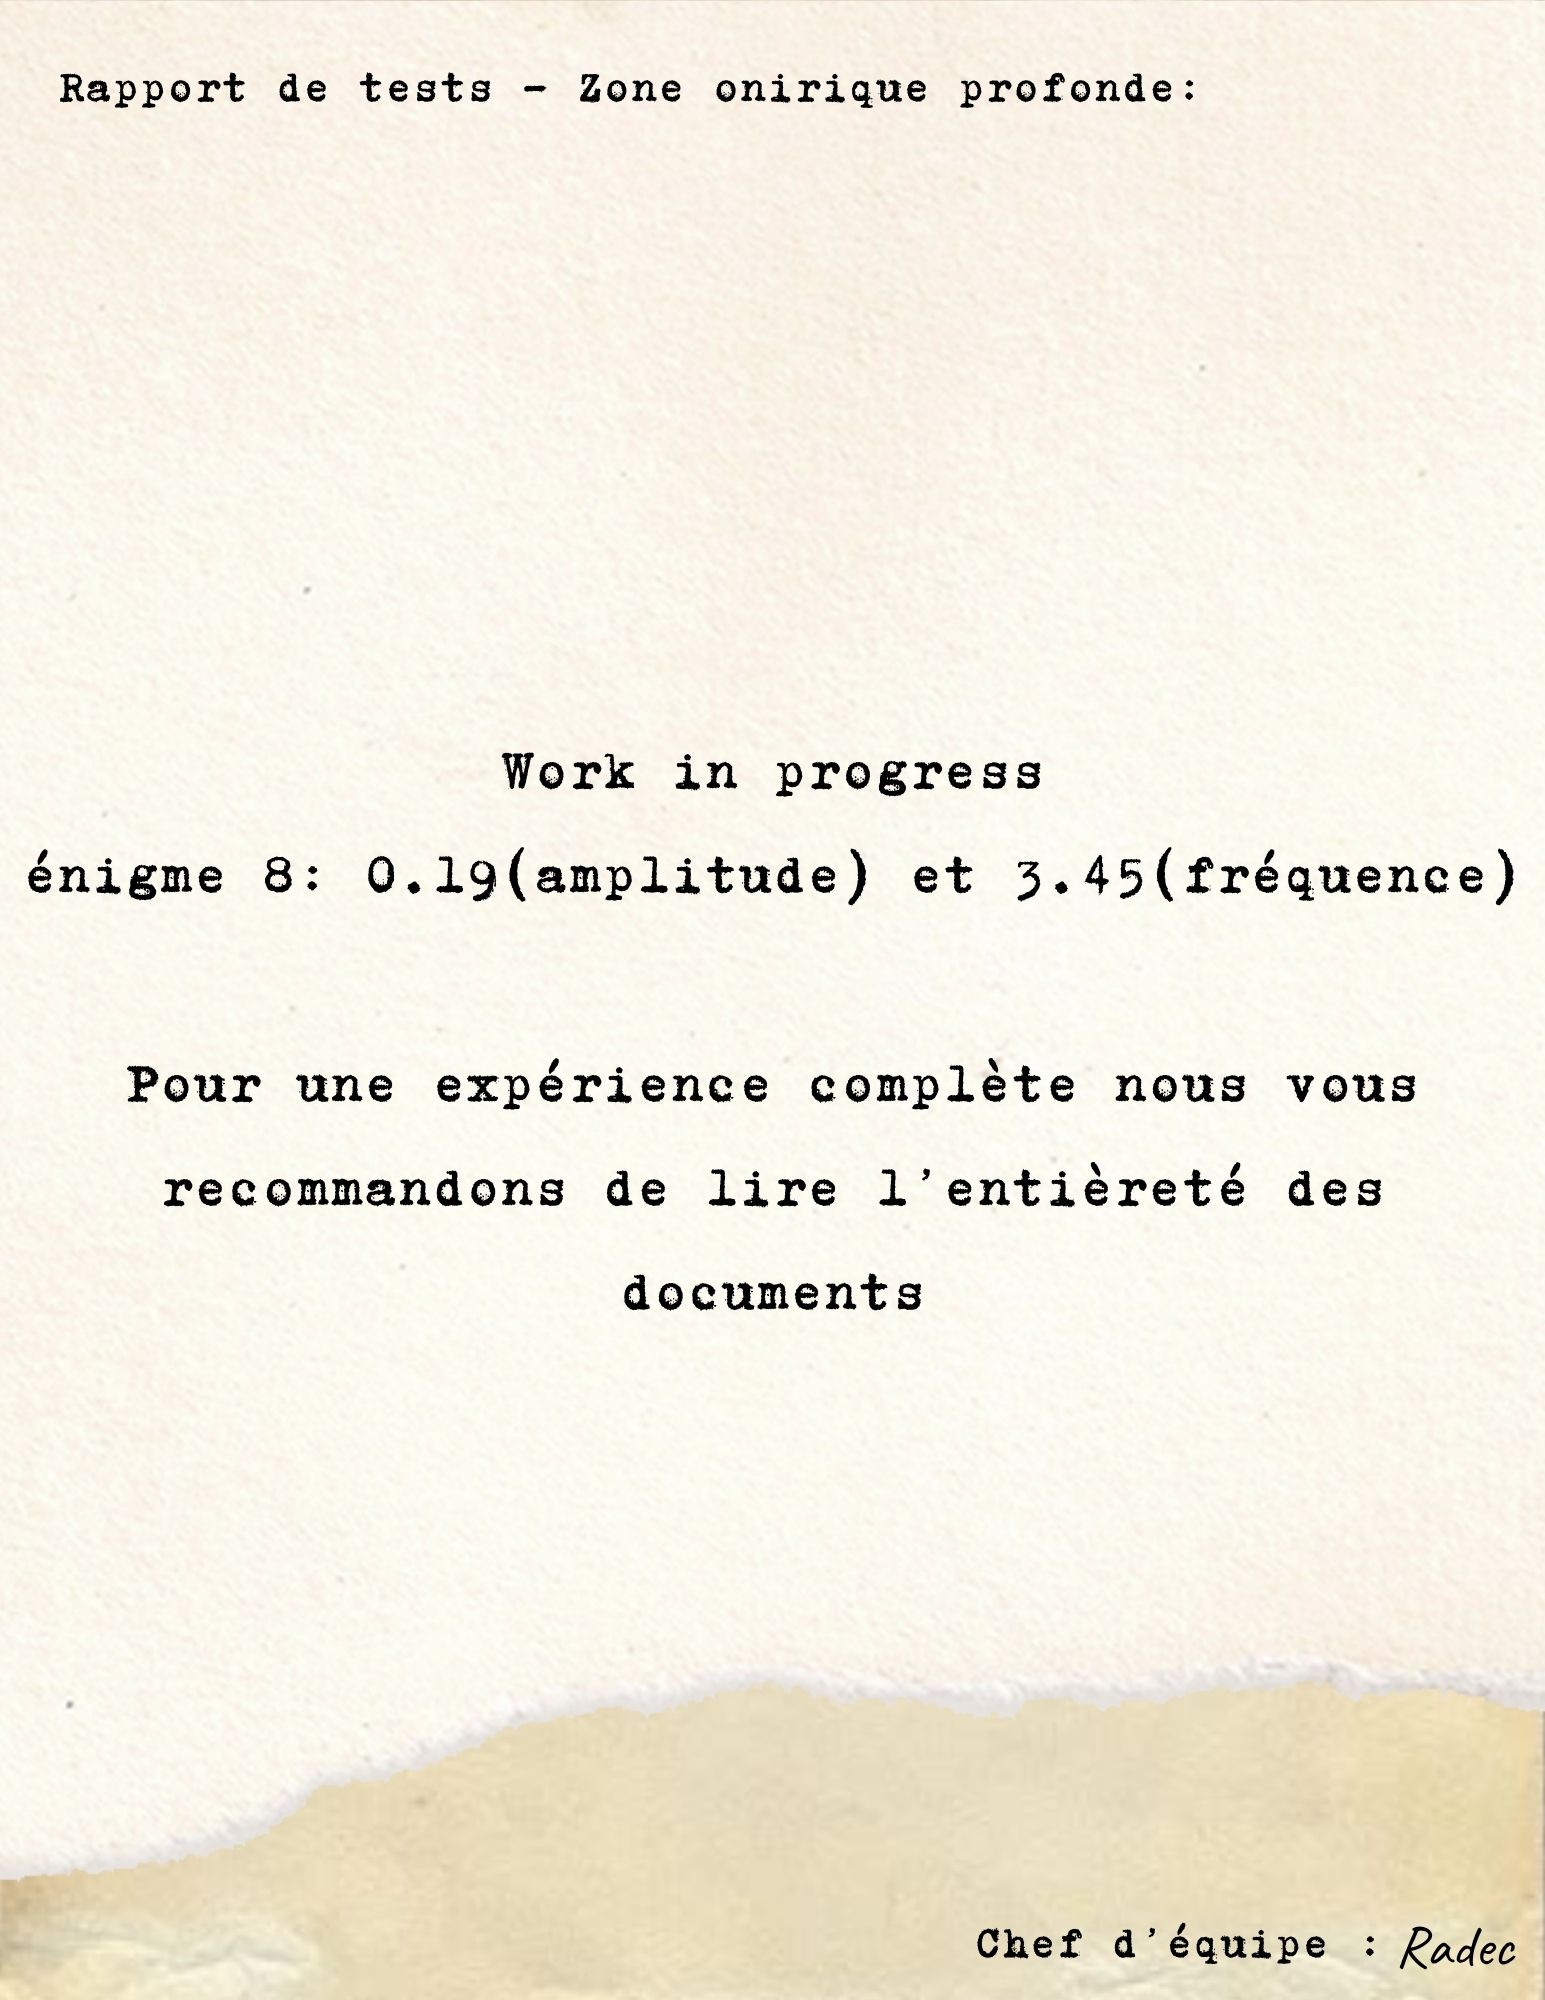 Rapport de tests - Zone onirique profonde:
Work in progress
énigme 8: 0.19(amplitude) et 3.45(fréquence)
Pour une expérience complète nous vous
recommandons de lire l'entièreté des
documents
Chef d'équipe : Radec